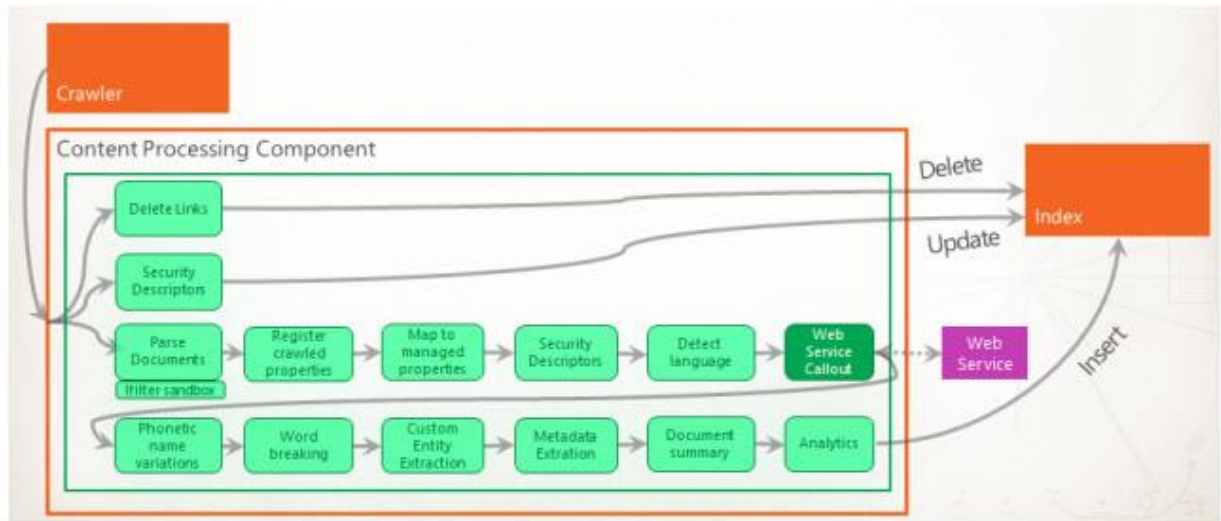 Crawler
Content Processing Component
Delete Links
Delete
Index
Update
Security
Descriptors
Parse
Documents
Ifilter sandbox
Register
crawled
properties
Map to
managed
properties
Security
Descriptors
Detect
language
Web
Service
Callout
Web
Service
Insert
Phonetic
name
variations
Word
breaking
Custom
Entity
Extraction
Metadata
Extration
Document
summary
Analytics